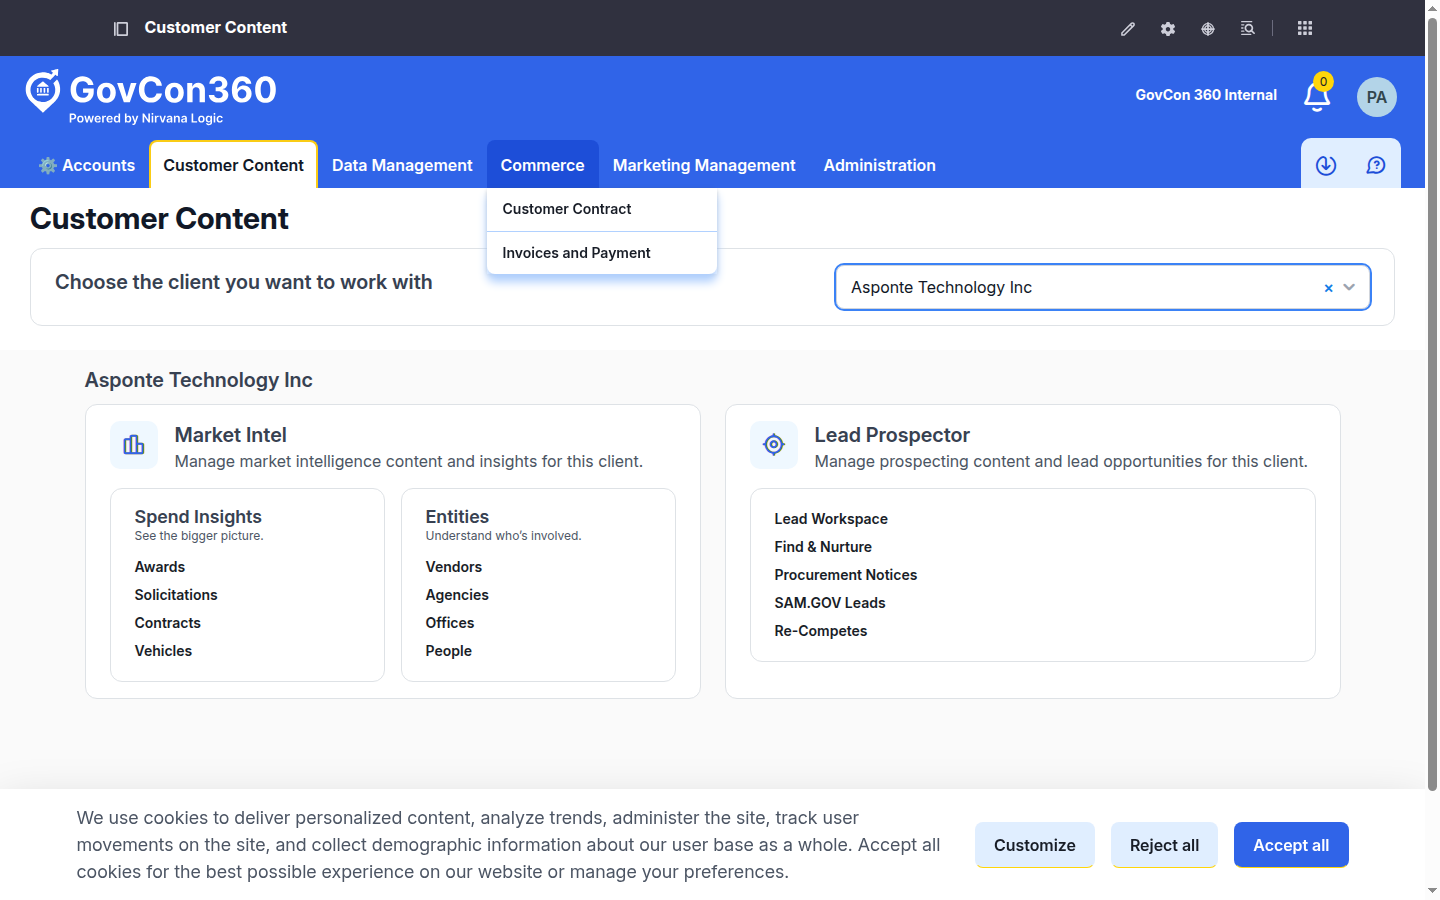 Customer Content
GovCon360
Powered by Nirvana Logic
GovCon 360 Internal
0
PA
Accounts
Customer Content
Data Management
Commerce
Marketing Management
Administration
Customer Contract
Invoices and Payment
Customer Content
Choose the client you want to work with
Asponte Technology Inc
Asponte Technology Inc
Market Intel
Manage market intelligence content and insights for this client.
Spend Insights
See the bigger picture.
Awards
Solicitations
Contracts
Vehicles
Entities
Understand who's involved.
Vendors
Agencies
Offices
People
Lead Prospector
Manage prospecting content and lead opportunities for this client.
Lead Workspace
Find & Nurture
Procurement Notices
SAM.GOV Leads
Re-Competes
We use cookies to deliver personalized content, analyze trends, administer the site, track user
movements on the site, and collect demographic information about our user base as a whole. Accept all
cookies for the best possible experience on our website or manage your preferences.
Customize
Reject all
Accept all